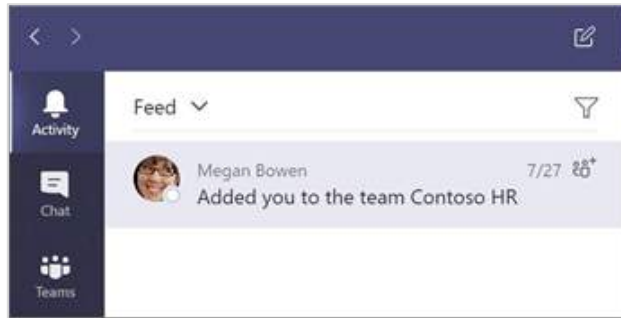 Activity
Feed
Megan Bowen 7/27
Added you to the team Contoso HR
Chat
Teams